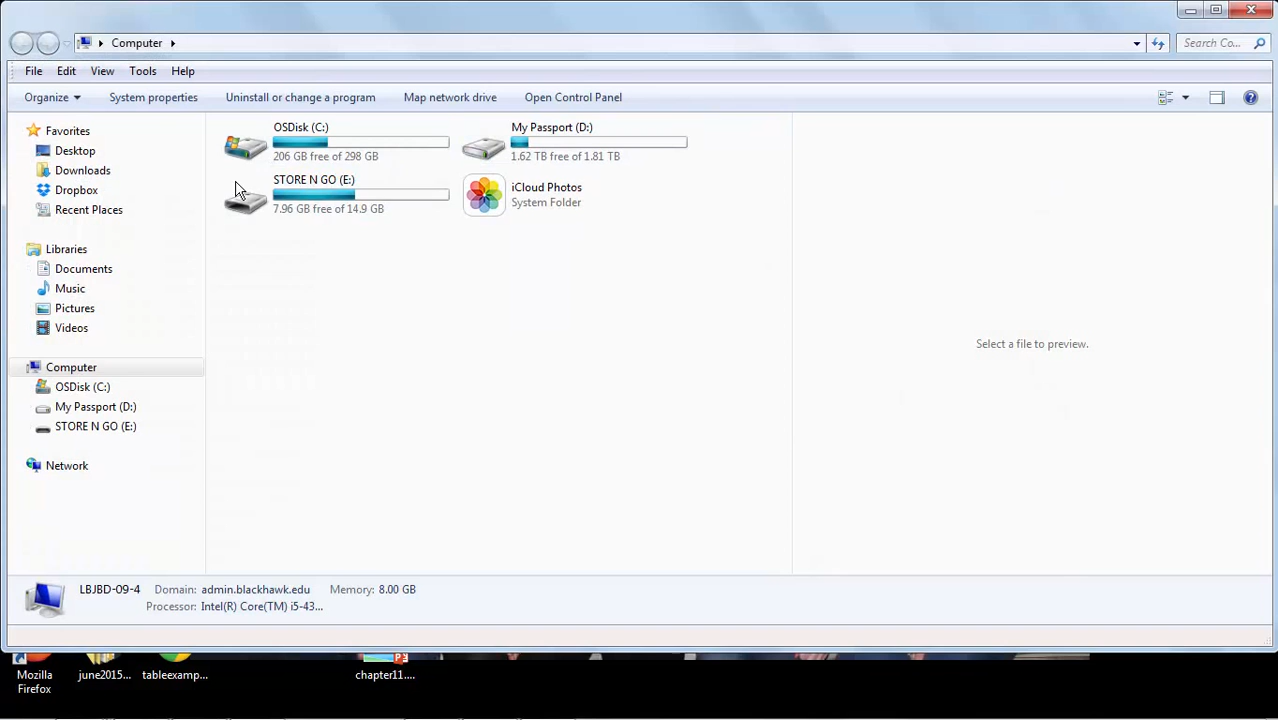 Computer
Search Co...
File Edit View Tools Help
Organize System properties Uninstall or change a program Map network drive Open Control Panel
Favorites
Desktop
Downloads
Dropbox
Recent Places
Libraries
Documents
Music
Pictures
Videos
Computer
OSDisk (C:)
My Passport (D:)
STORE N GO (E:)
Network
OSDisk (C:)
206 GB free of 298 GB
My Passport (D:)
1.62 TB free of 1.81 TB
STORE N GO (E:)
7.96 GB free of 14.9 GB
iCloud Photos
System Folder
Select a file to preview.
LBJBD-09-4 Domain: admin.blackhawk.edu Memory: 8.00 GB
Processor: Intel(R) Core(TM) i5-43...
Mozilla
Firefox
june2015...
tableexamp...
chapter11....